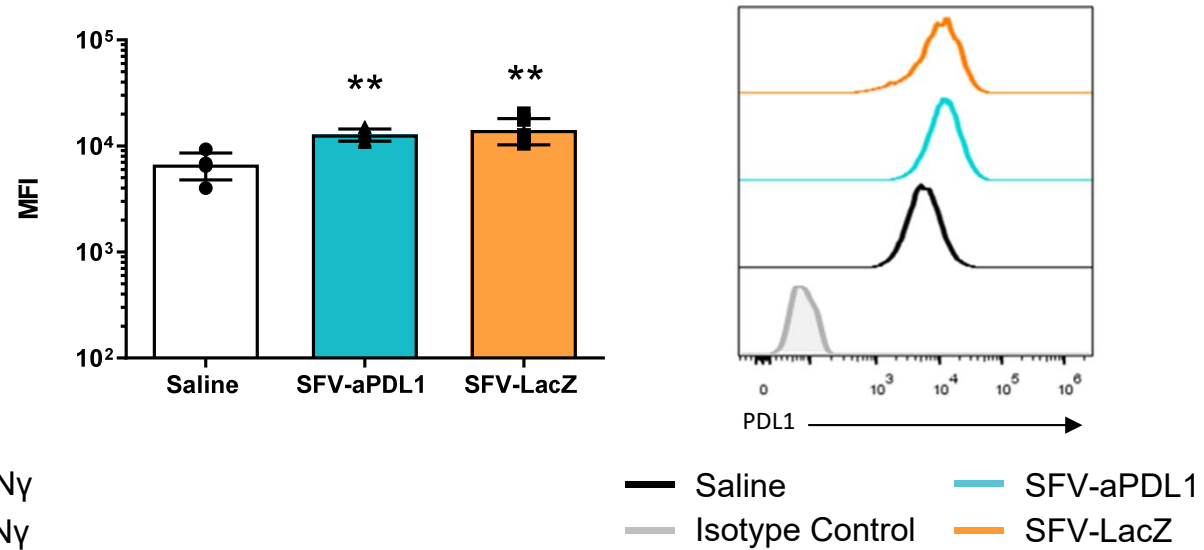 10⁵
10⁴
10³
10²
MFI
**
**
Saline SFV-aPDL1 SFV-LacZ
0 10³ 10⁴ 10⁵ 10⁶
PDL1
Nγ
Nγ
Saline SFV-aPDL1
Isotype Control SFV-LacZ